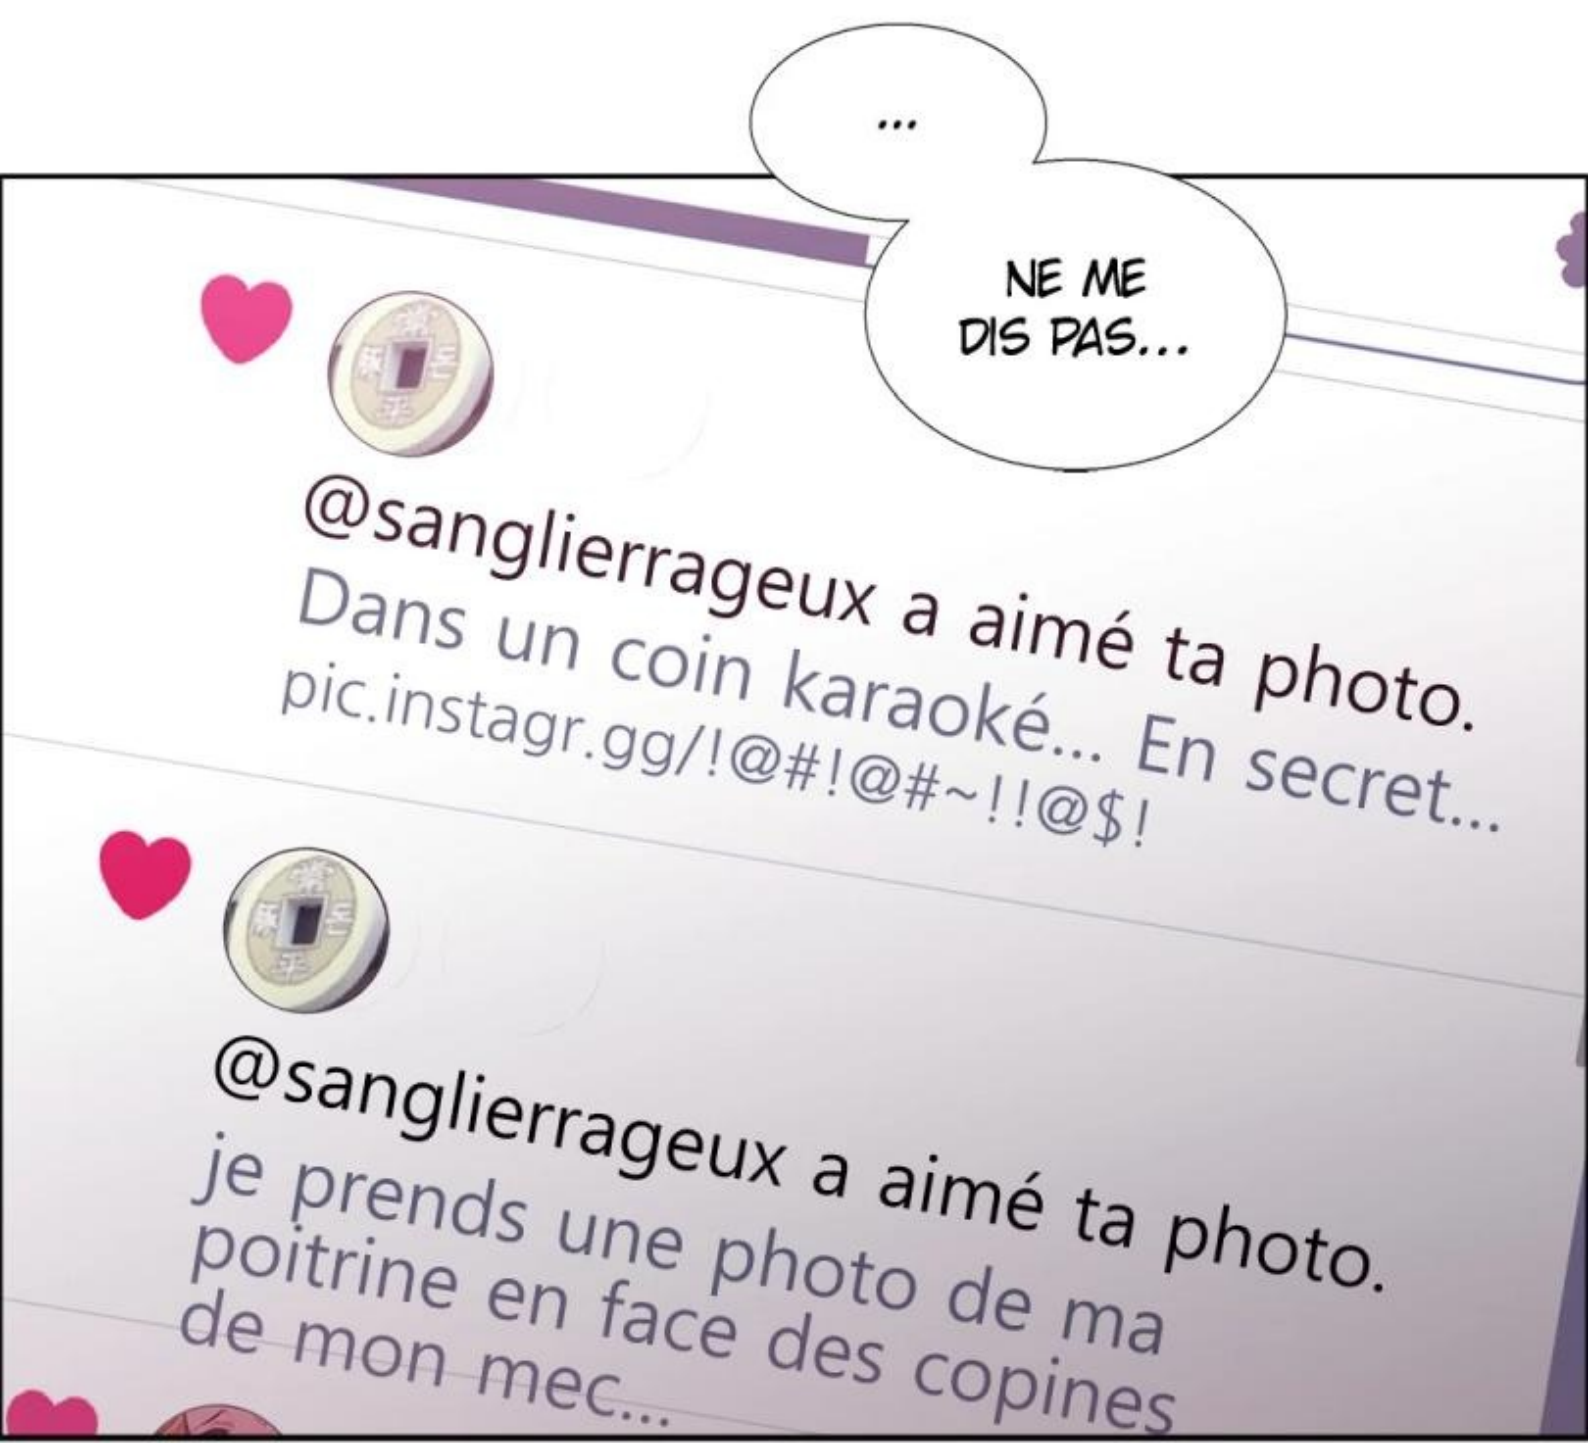 ...
NE ME
DIS PAS...
@sanglierrageux a aimé ta photo.
Dans un coin karaoké... En secret...
pic.instagr.gg/!@#!@#~!!@$!
@sanglierrageux a aimé ta photo.
je prends une photo de ma
poitrine en face des copines
de mon mec...